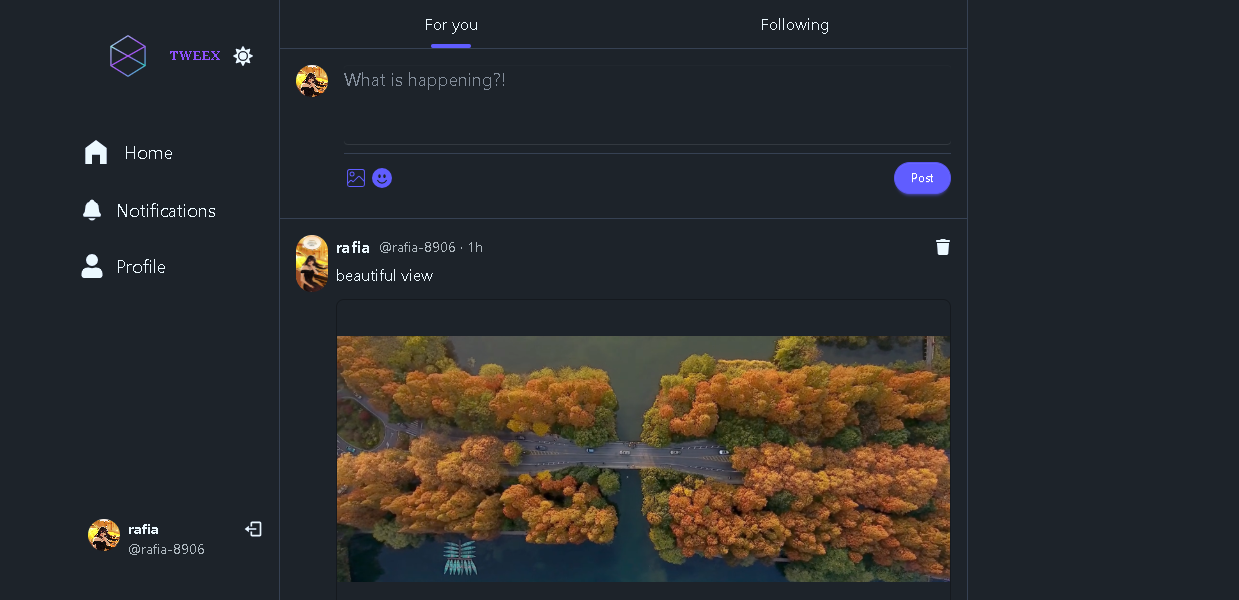 TWEEX
Home
Notifications
Profile
rafia
@rafia-8906
For you
Following
What is happening?!
Post
rafia @rafia-8906 · 1h
beautiful view